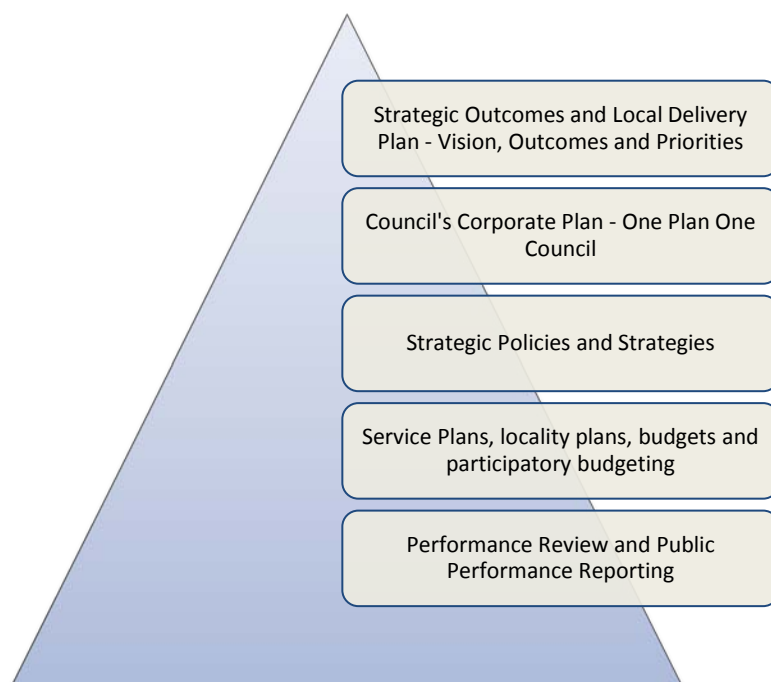 Strategic Outcomes and Local Delivery
Plan - Vision, Outcomes and Priorities
Council's Corporate Plan - One Plan One
Council
Strategic Policies and Strategies
Service Plans, locality plans, budgets and
participatory budgeting
Performance Review and Public
Performance Reporting